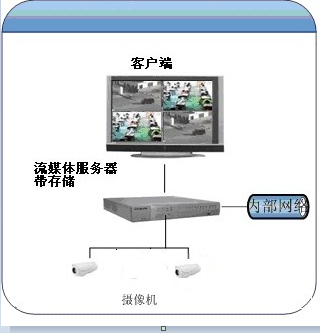 客户端
流媒体服务器
带存储
内部网络
摄像机